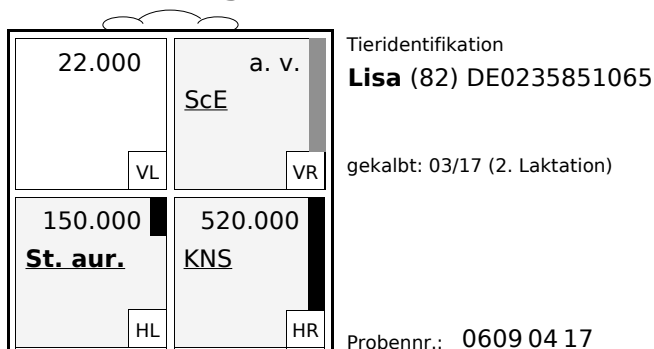 22.000
VL
a. v.
ScE
VR
150.000
St. aur.
HL
520.000
KNS
HR
Tieridentifikation
Lisa (82) DE0235851065
gekalbt: 03/17 (2. Laktation)
Probennr.: 0609 04 17